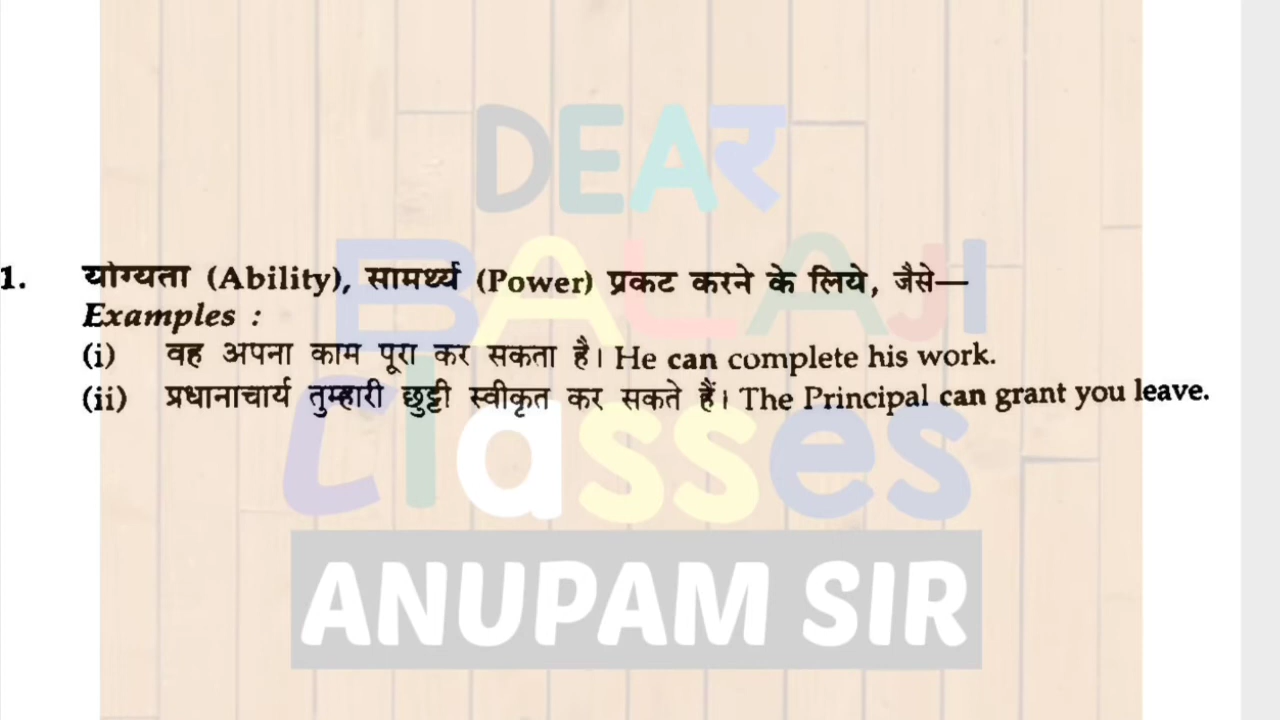 DEAर
BALAJI
Classes
1. योग्यता (Ability), सामर्थ्य (Power) प्रकट करने के लिये, जैसे—
Examples :
(i) वह अपना काम पूरा कर सकता है। He can complete his work.
(ii) प्रधानाचार्य तुम्हारी छुट्टी स्वीकृत कर सकते हैं। The Principal can grant you leave.
ANUPAM SIR